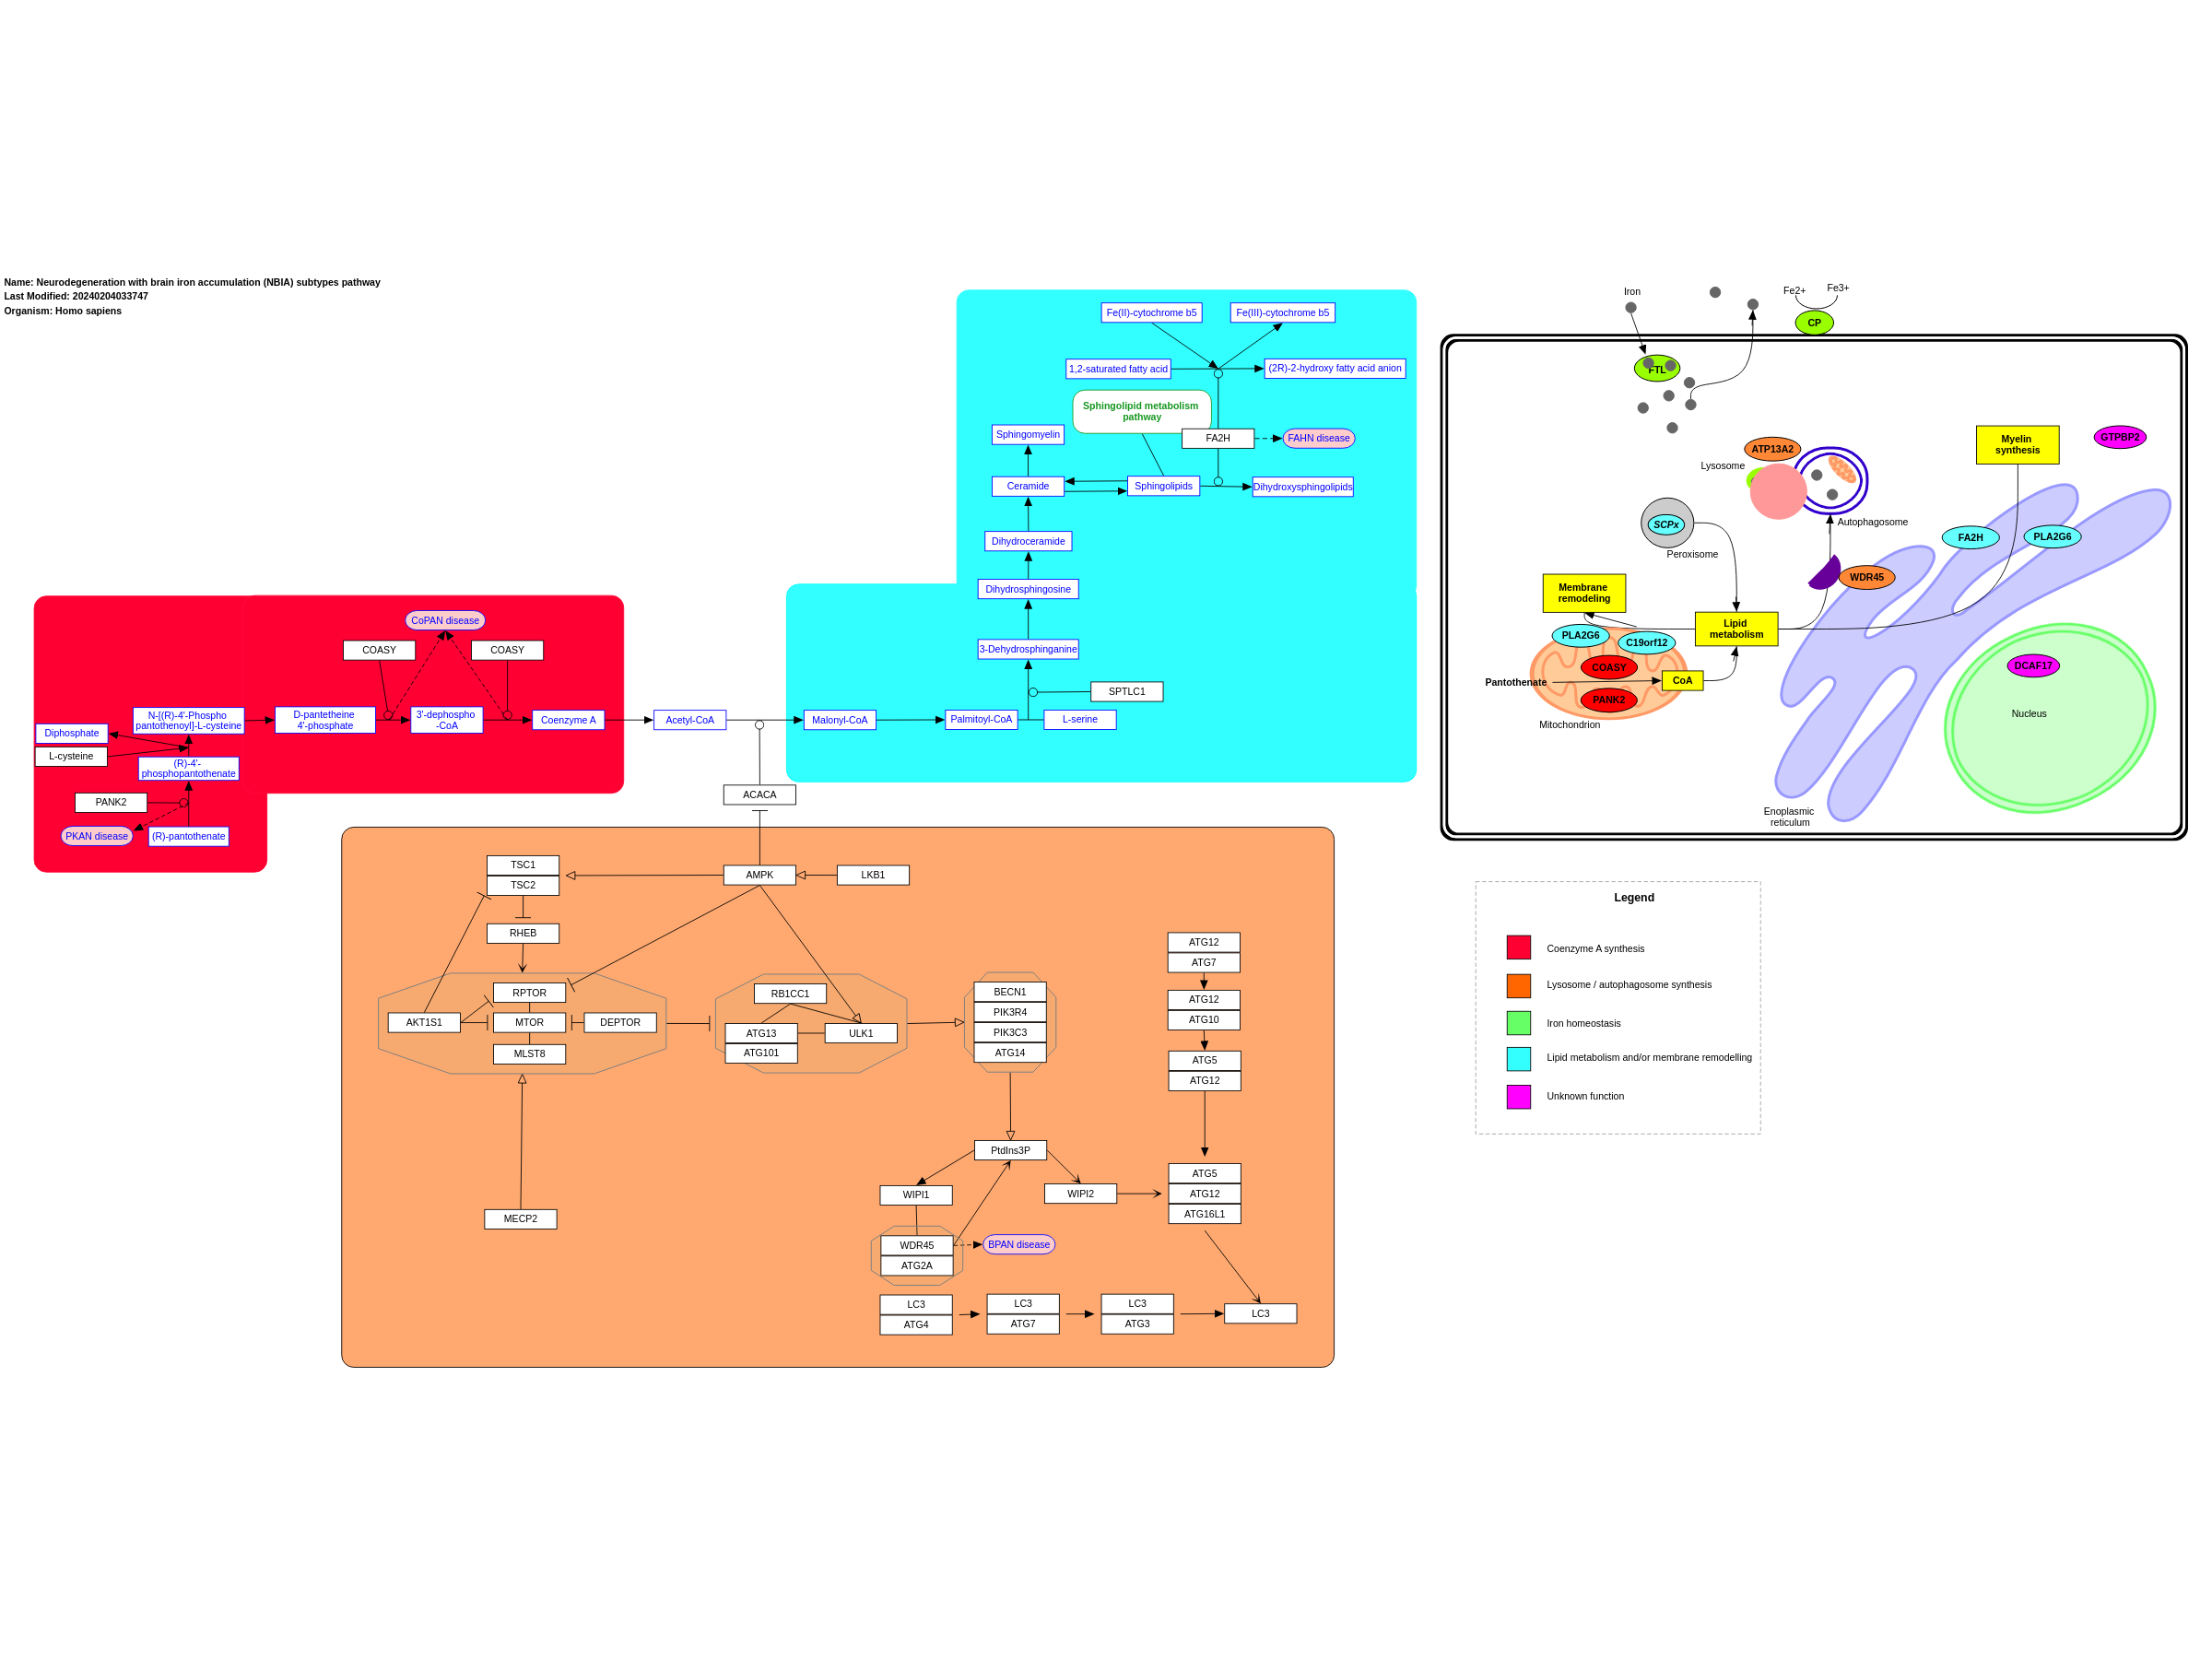 Name: Neurodegeneration with brain iron accumulation (NBIA) subtypes pathway
Last Modified: 20240204033747
Organism: Homo sapiens
CoPAN disease
COASY
COASY
N-[(R)-4'-Phospho
pantothenoyl]-L-cysteine
D-pantetheine
4'-phosphate
3'-dephospho
-CoA
Coenzyme A
Diphosphate
L-cysteine
(R)-4'-
phosphopantothenate
PANK2
PKAN disease
(R)-pantothenate
Acetyl-CoA
Malonyl-CoA
Palmitoyl-CoA
L-serine
SPTLC1
ACACA
Fe(II)-cytochrome b5
Fe(III)-cytochrome b5
1,2-saturated fatty acid
(2R)-2-hydroxy fatty acid anion
Sphingolipid metabolism
pathway
Sphingomyelin
FA2H
FAHN disease
Ceramide
Sphingolipids
Dihydroxysphingolipids
Dihydroceramide
Dihydrosphingosine
3-Dehydrosphinganine
TSC1
TSC2
AMPK
LKB1
RHEB
RPTOR
AKT1S1
MTOR
DEPTOR
MLST8
RB1CC1
ATG13
ATG101
ULK1
BECN1
PIK3R4
PIK3C3
ATG14
ATG12
ATG7
ATG12
ATG10
ATG5
ATG12
PtdIns3P
WIPI1
WIPI2
ATG5
ATG12
ATG16L1
MECP2
WDR45
ATG2A
BPAN disease
LC3
ATG4
LC3
ATG7
LC3
ATG3
LC3
Iron
Fe2+
Fe3+
CP
FTL
Myelin
synthesis
GTPBP2
ATP13A2
Lysosome
Autophagosome
SCPx
Peroxisome
FA2H
PLA2G6
WDR45
Membrane
remodeling
Lipid
metabolism
PLA2G6
C19orf12
COASY
Pantothenate
CoA
PANK2
Mitochondrion
DCAF17
Nucleus
Enoplasmic
reticulum
Legend
Coenzyme A synthesis
Lysosome / autophagosome synthesis
Iron homeostasis
Lipid metabolism and/or membrane remodelling
Unknown function